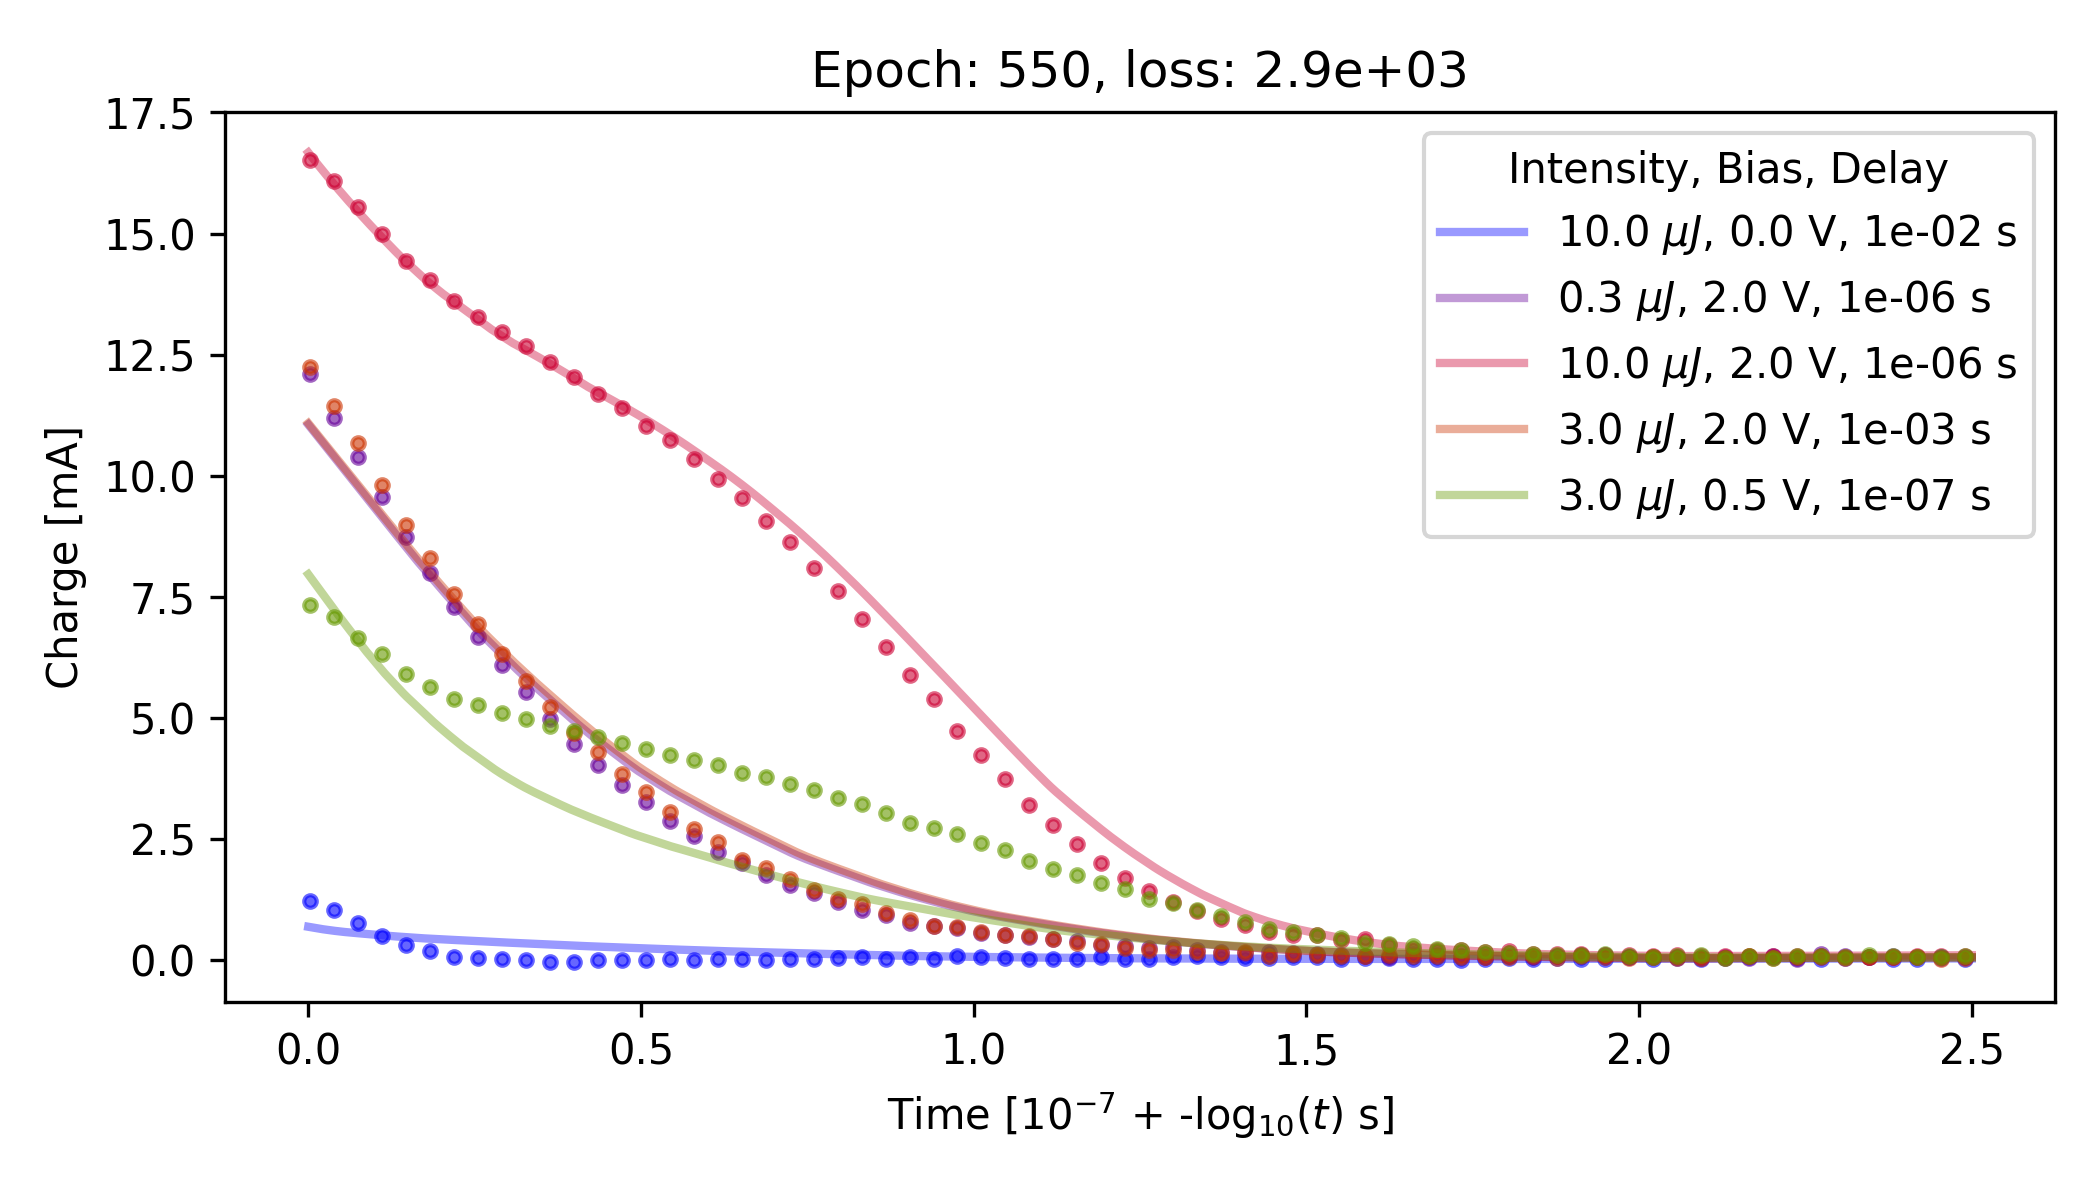 Epoch: 550, loss: 2.9e+03
17.5
15.0
12.5
10.0
7.5
5.0
2.5
0.0
Charge [mA]
Intensity, Bias, Delay
10.0 μJ, 0.0 V, 1e-02 s
0.3 μJ, 2.0 V, 1e-06 s
10.0 μJ, 2.0 V, 1e-06 s
3.0 μJ, 2.0 V, 1e-03 s
3.0 μJ, 0.5 V, 1e-07 s
0.0 0.5 1.0 1.5 2.0 2.5
Time [10⁻⁷ + -log₁₀(t) s]